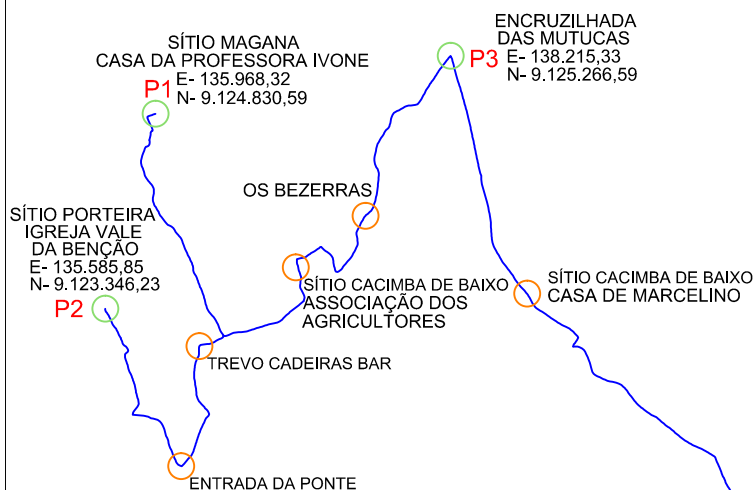 ENCRUZILHADA
DAS MUTUCAS
E- 138.215,33
N- 9.125.266,59
P3
SÍTIO MAGANA
CASA DA PROFESSORA IVONE
E- 135.968,32
N- 9.124.830,59
P1
OS BEZERRAS
SÍTIO PORTEIRA
IGREJA VALE
DA BENÇÃO
E- 135.585,85
N- 9.123.346,23
P2
SÍTIO CACIMBA DE BAIXO
ASSOCIAÇÃO DOS
AGRICULTORES
SÍTIO CACIMBA DE BAIXO
CASA DE MARCELINO
TREVO CADEIRAS BAR
ENTRADA DA PONTE